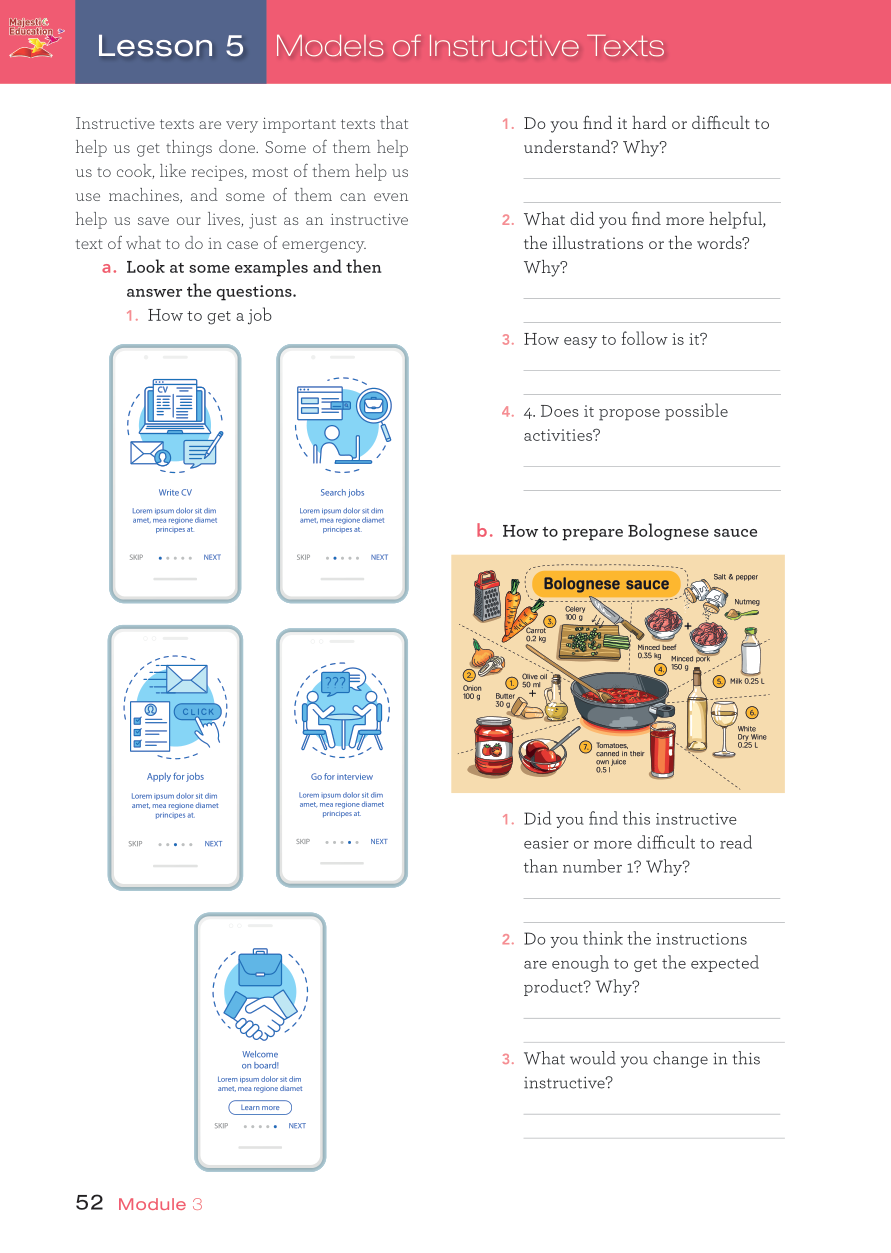 Majestic
Education
Lesson 5
Models of Instructive Texts
Instructive texts are very important texts that
help us get things done. Some of them help
us to cook, like recipes, most of them help us
use machines, and some of them can even
help us save our lives, just as an instructive
text of what to do in case of emergency.
a. Look at some examples and then
answer the questions.
1. How to get a job
CV
Write CV
Lorem ipsum dolor sit dim
amet, mea regione diamet
principes at.
SKIP NEXT
Search jobs
Lorem ipsum dolor sit dim
amet, mea regione diamet
principes at.
SKIP NEXT
CLICK
Apply for jobs
Lorem ipsum dolor sit dim
amet, mea regione diamet
principes at.
SKIP NEXT
???
Go for interview
Lorem ipsum dolor sit dim
amet, mea regione diamet
principes at.
SKIP NEXT
Welcome
on board!
Lorem ipsum dolor sit dim
amet, mea regione diamet
Learn more
SKIP NEXT
1. Do you find it hard or difficult to
understand? Why?
2. What did you find more helpful,
the illustrations or the words?
Why?
3. How easy to follow is it?
4. 4. Does it propose possible
activities?
b. How to prepare Bolognese sauce
Bolognese sauce
Salt & pepper
Nutmeg
Celery
100 g
3.
Carrot
0.2 kg
+
Minced beef
0.35 kg
Minced pork
150 g
4.
2.
Onion
100 g
1.
Olive oil
50 ml
+
Butter
30 g
5.
Milk 0.25 L
6.
White
Dry Wine
0.25 L
7.
Tomatoes,
canned in their
own juice
0.5 l
1. Did you find this instructive
easier or more difficult to read
than number 1? Why?
2. Do you think the instructions
are enough to get the expected
product? Why?
3. What would you change in this
instructive?
52 Module 3